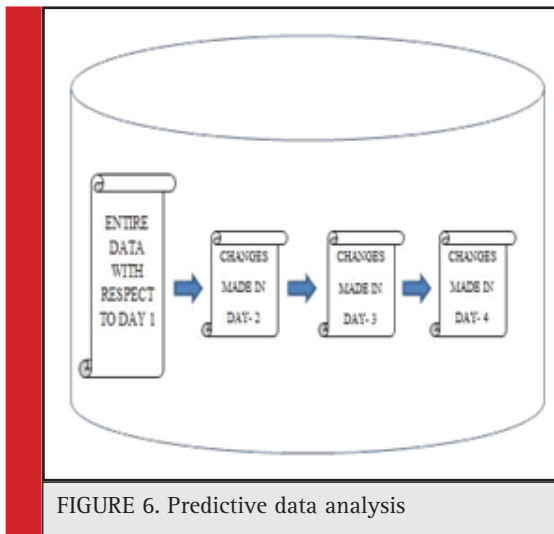 ENTIRE
DATA
WITH
RESPECT
TO DAY 1
CHANGES
MADE IN
DAY- 2
CHANGES
MADE IN
DAY- 3
CHANGES
MADE IN
DAY- 4
FIGURE 6. Predictive data analysis